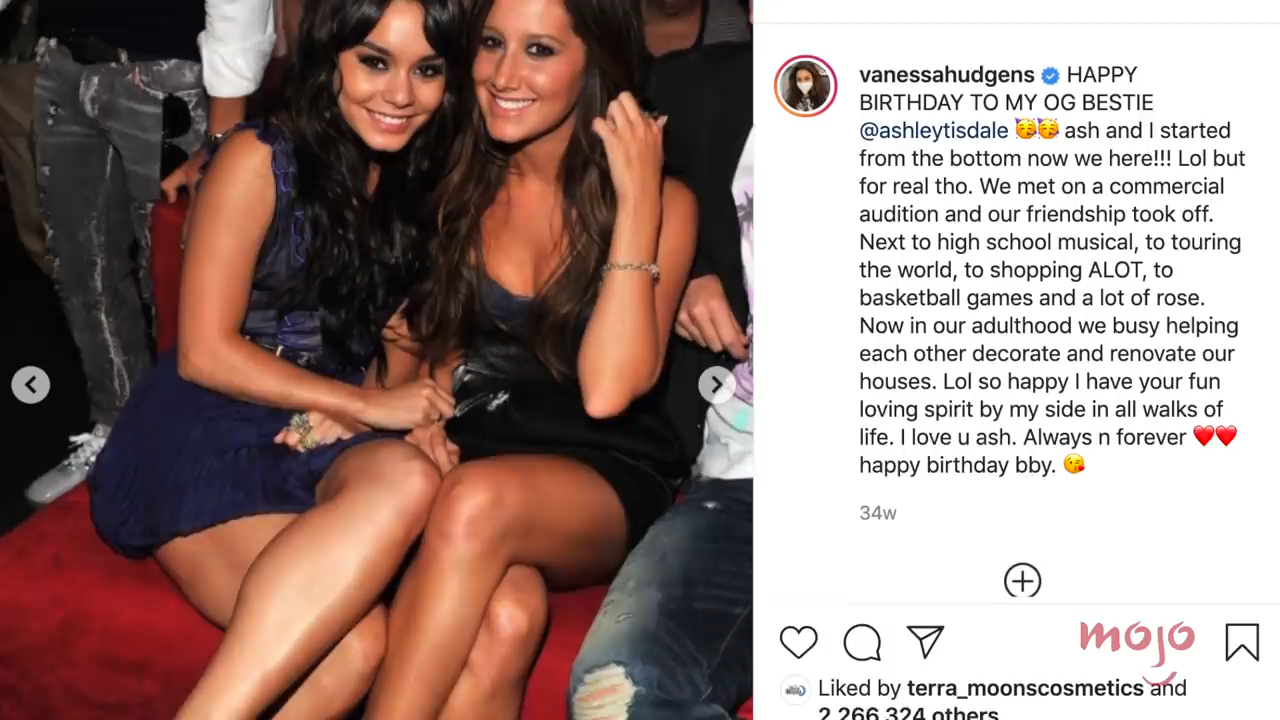 vanessahudgens HAPPY
BIRTHDAY TO MY OG BESTIE
@ashleytisdale 🥳🥳 ash and I started
from the bottom now we here!!! Lol but
for real tho. We met on a commercial
audition and our friendship took off.
Next to high school musical, to touring
the world, to shopping ALOT, to
basketball games and a lot of rose.
Now in our adulthood we busy helping
each other decorate and renovate our
houses. Lol so happy I have your fun
loving spirit by my side in all walks of
life. I love u ash. Always n forever ❤️❤️
happy birthday bby. 😘
34w
mojo
Liked by terra_moonscosmetics and
2,266,324 others